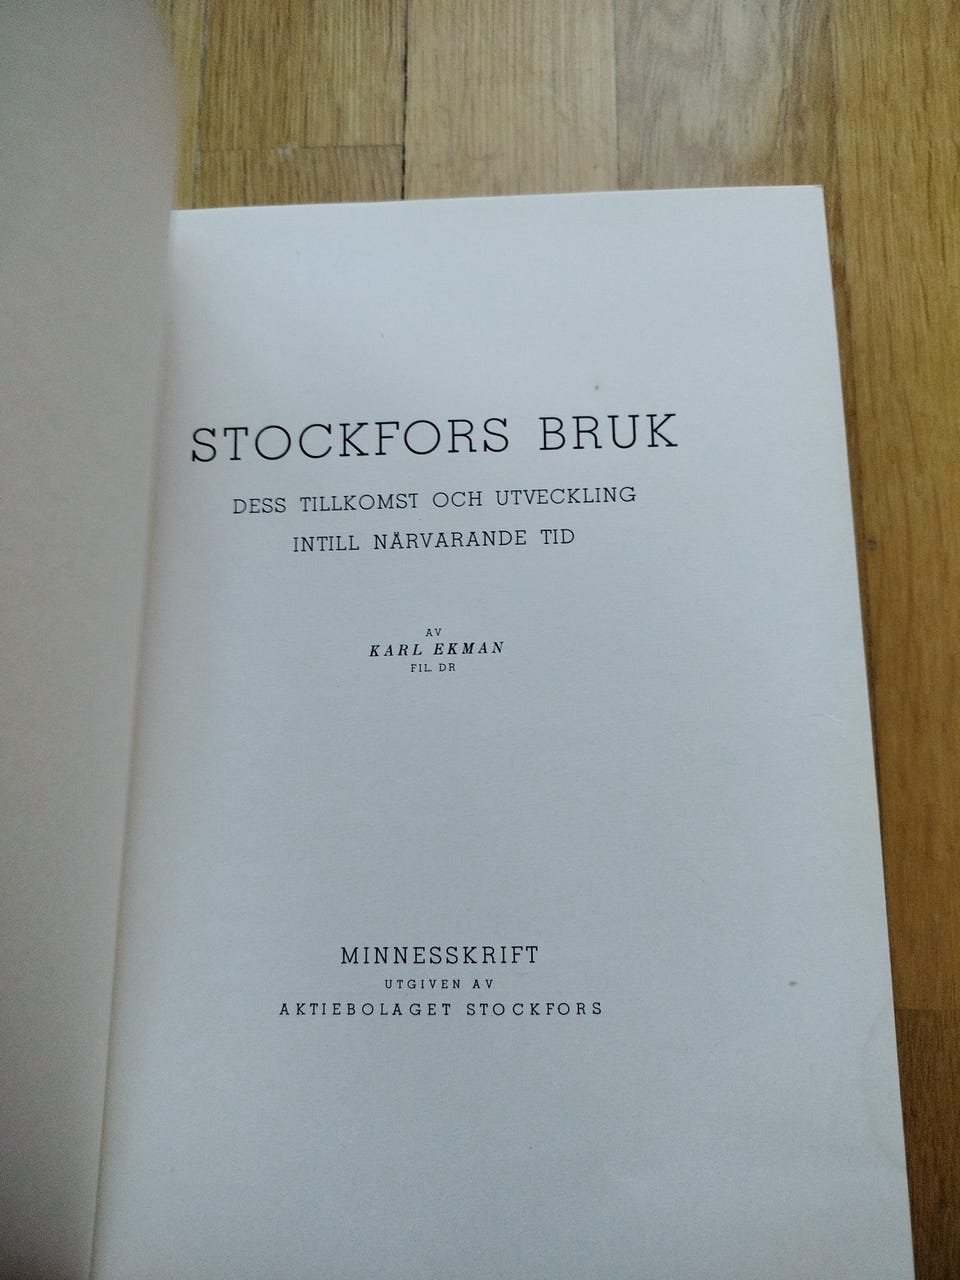 STOCKFORS BRUK
DESS TILLKOMST OCH UTVECKLING
INTILL NÄRVARANDE TID
AV
KARL EKMAN
FIL. DR
MINNESSKRIFT
UTGIVEN AV
AKTIEBOLAGET STOCKFORS